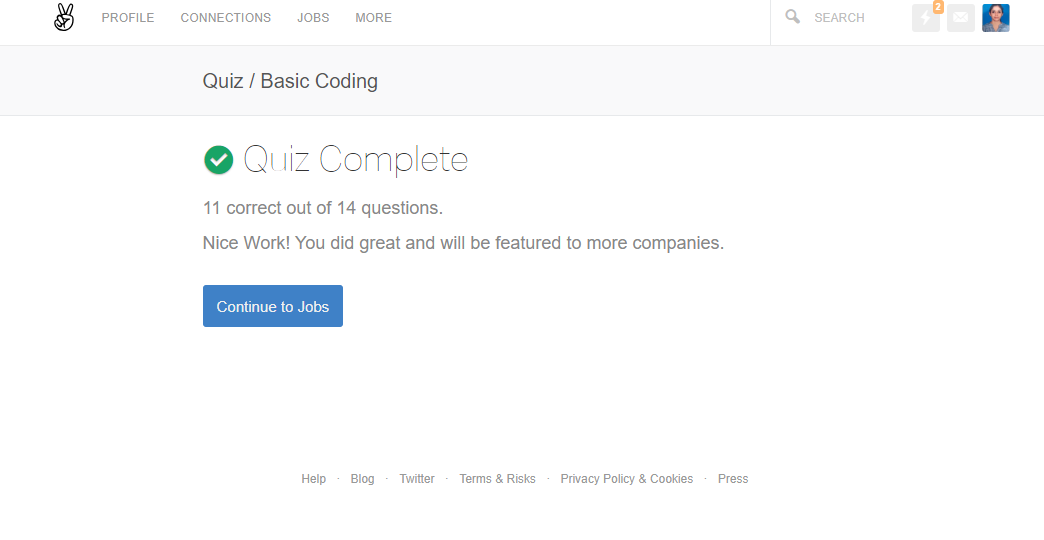 PROFILE CONNECTIONS JOBS MORE SEARCH 2
Quiz / Basic Coding
Quiz Complete
11 correct out of 14 questions.
Nice Work! You did great and will be featured to more companies.
Continue to Jobs
Help · Blog · Twitter · Terms & Risks · Privacy Policy & Cookies · Press